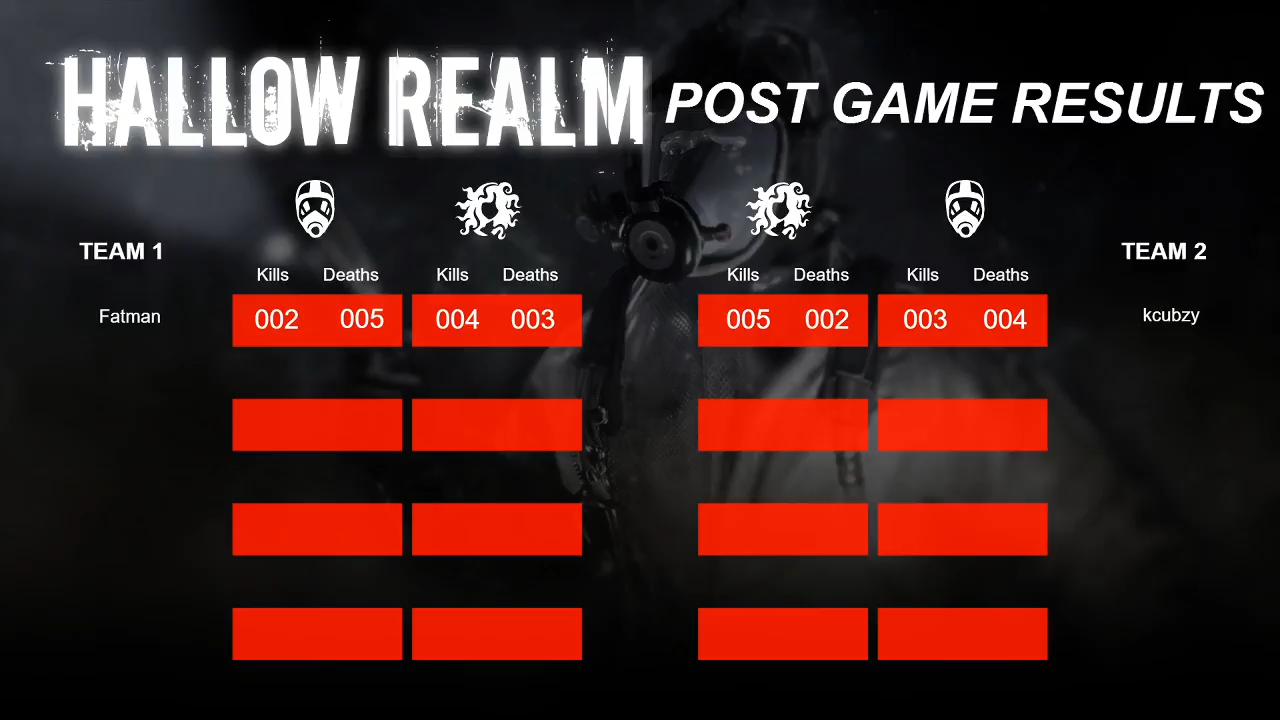 HALLOW REALM POST GAME RESULTS
TEAM 1 TEAM 2
Kills Deaths Kills Deaths Kills Deaths Kills Deaths
Fatman 002 005 004 003 005 002 003 004 kcubzy